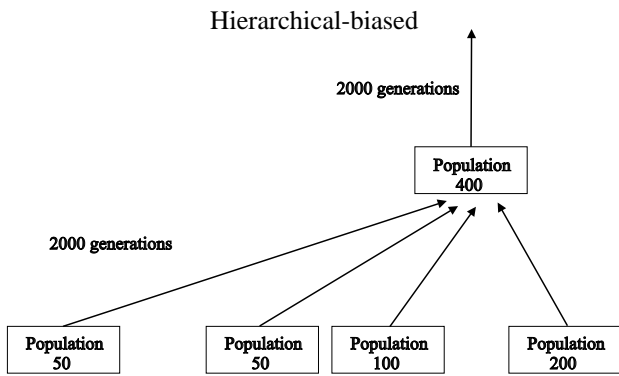 Hierarchical-biased
2000 generations
Population
400
2000 generations
Population
50
Population
50
Population
100
Population
200